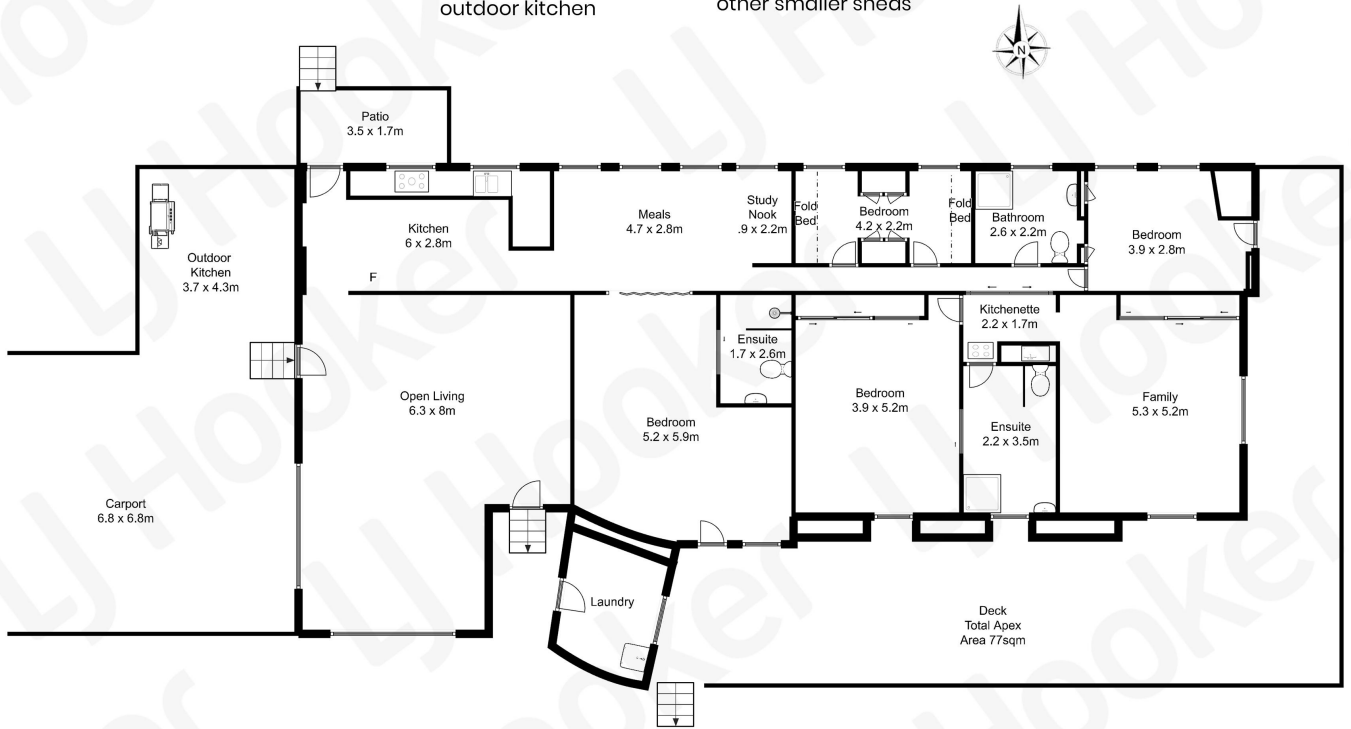 outdoor kitchen
other smaller sheds
N
Patio
3.5 x 1.7m
Outdoor
Kitchen
3.7 x 4.3m
Kitchen
6 x 2.8m
F
Meals
4.7 x 2.8m
Study
Nook
.9 x 2.2m
Fold
Bed
Bedroom
4.2 x 2.2m
Fold
Bed
Bathroom
2.6 x 2.2m
Bedroom
3.9 x 2.8m
Kitchenette
2.2 x 1.7m
Ensuite
1.7 x 2.6m
Open Living
6.3 x 8m
Bedroom
5.2 x 5.9m
Bedroom
3.9 x 5.2m
Ensuite
2.2 x 3.5m
Family
5.3 x 5.2m
Carport
6.8 x 6.8m
Laundry
Deck
Total Apex
Area 77sqm
LJ Hooker